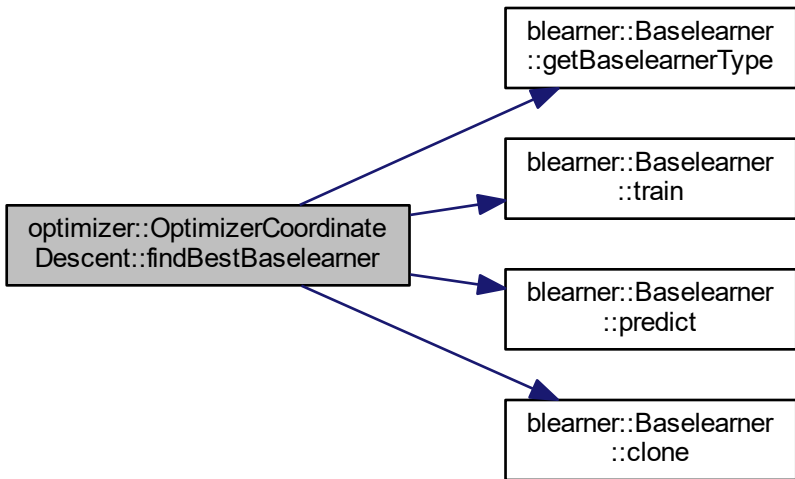 blearner::Baselearner
::getBaselearnerType
blearner::Baselearner
::train
optimizer::OptimizerCoordinate
Descent::findBestBaselearner
blearner::Baselearner
::predict
blearner::Baselearner
::clone